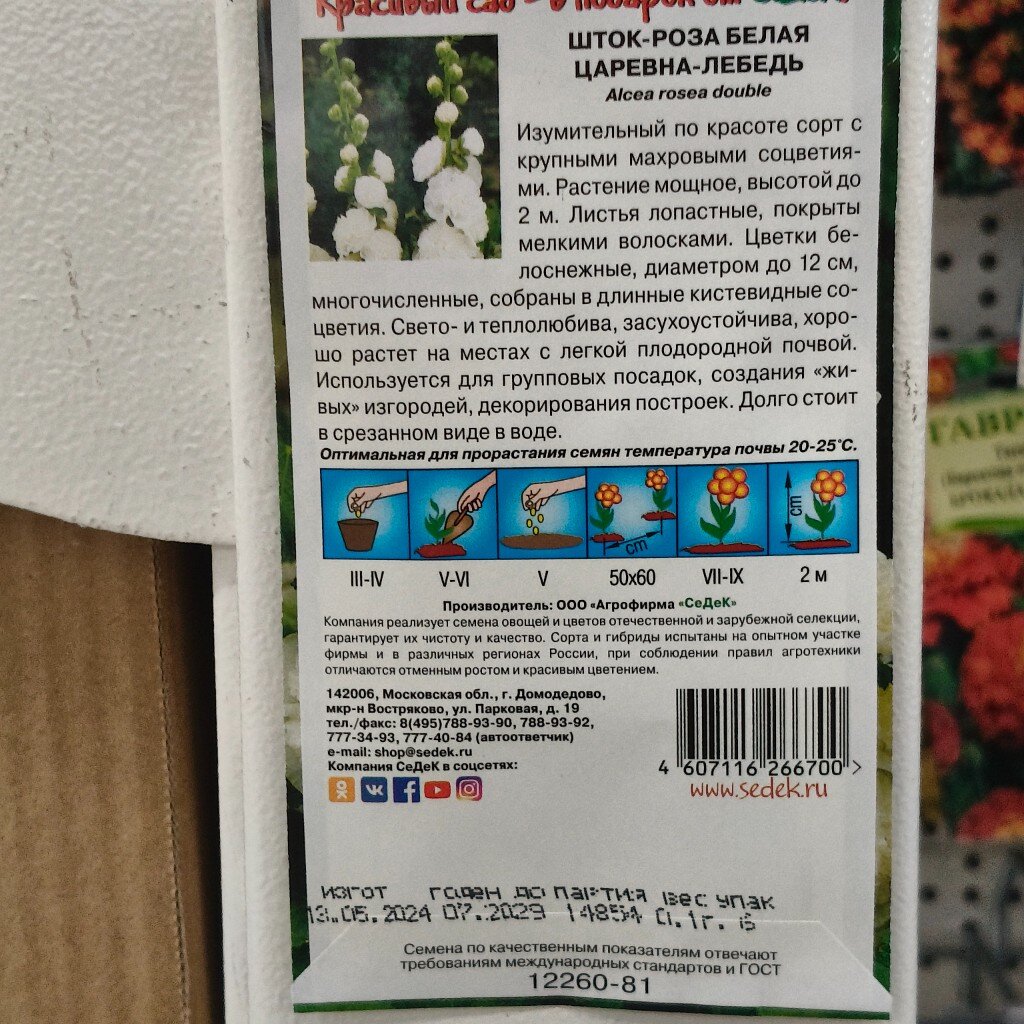 Красивый сад - в подарок от
ШТОК-РОЗА БЕЛАЯ
ЦАРЕВНА-ЛЕБЕДЬ
Alcea rosea double
Изумительный по красоте сорт с
крупными махровыми соцветия-
ми. Растение мощное, высотой до
2 м. Листья лопастные, покрыты
мелкими волосками. Цветки бе-
лоснежные, диаметром до 12 см,
многочисленные, собраны в длинные кистевидные со-
цветия. Свето- и теплолюбива, засухоустойчива, хоро-
шо растет на местах с легкой плодородной почвой.
Используется для групповых посадок, создания «жи-
вых» изгородей, декорирования построек. Долго стоит
в срезанном виде в воде.
Оптимальная для прорастания семян температура почвы 20-25°С.
cm cm
III-IV V-VI V 50х60 VII-IX 2 м
Производитель: ООО «Агрофирма «СеДеК»
Компания реализует семена овощей и цветов отечественной и зарубежной селекции,
гарантирует их чистоту и качество. Сорта и гибриды испытаны на опытном участке
фирмы и в различных регионах России, при соблюдении правил агротехники
отличаются отменным ростом и красивым цветением.
142006, Московская обл., г. Домодедово,
мкр-н Востряково, ул. Парковая, д. 19
тел./факс: 8(495)788-93-90, 788-93-92,
777-34-93, 777-40-84 (автоответчик)
e-mail: shop@sedek.ru
Компания СеДеК в соцсетях:
4 607116 266700 >
www.sedek.ru
ИЗГОТ ГОДЕН ДО ПАРТИЯ ВЕС УПАК
13.05.2024 07.2029 14854 0.1г. 6
Семена по качественным показателям отвечают
требованиям международных стандартов и ГОСТ
12260-81
ГАВР